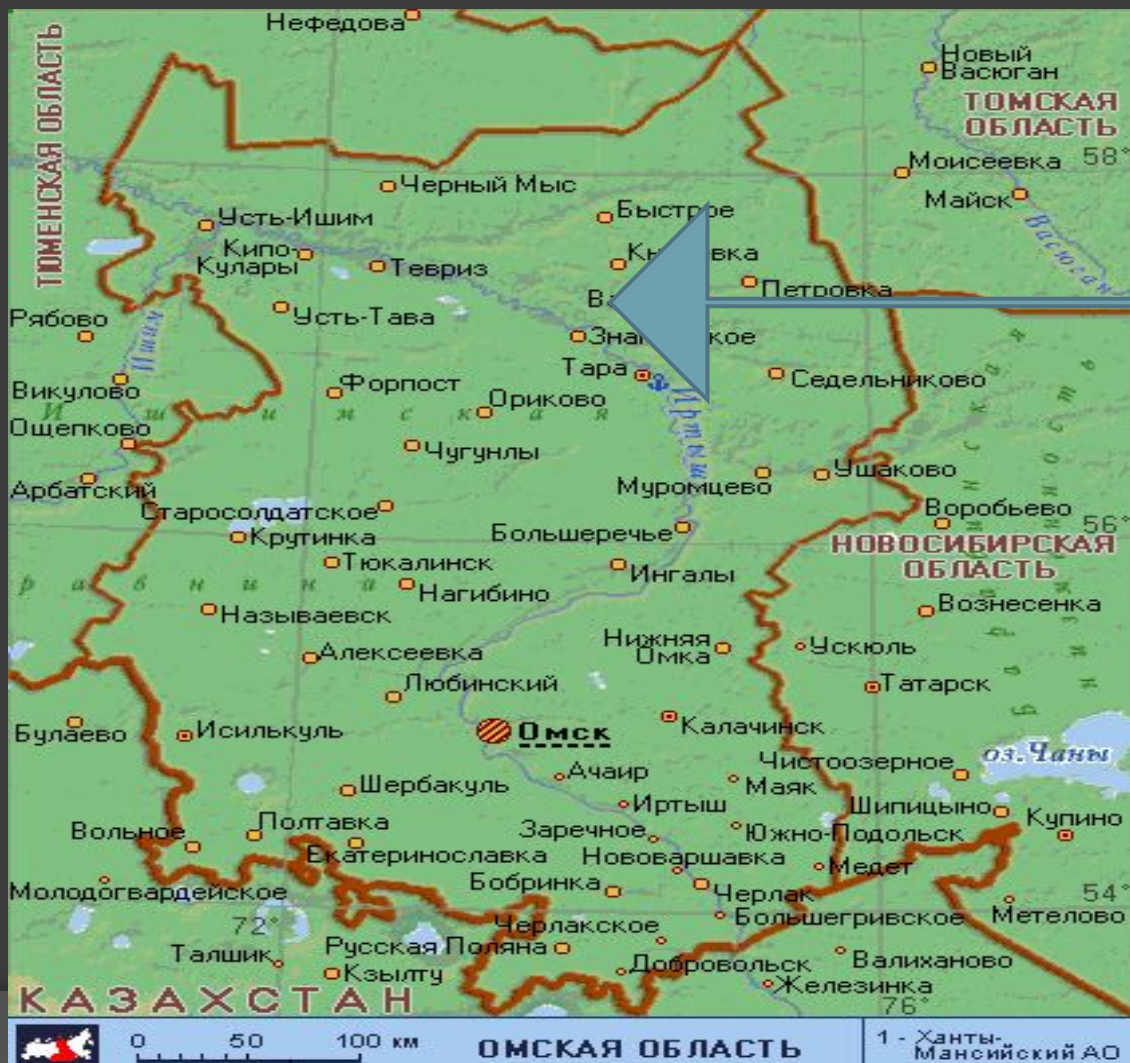 Нефедова
Новый
Васюган
ТЮМЕНСКАЯ ОБЛАСТЬ
ТОМСКАЯ
ОБЛАСТЬ
Моисеевка
58°
Черный Мыс
Майск
Усть-Ишим
Быстрое
Васюган
Кипо-
Кулары
Тевриз
Петровка
Усть-Тава
Рябово
Ишим
Тара
Седельниково
Викулово
Форпост
Ориково
Иртыш
Ишимская
Ощепково
Чугунлы
Ушаково
Муромцево
Арбатский
Старосолдатское
Воробьево
56°
Крутинка
Большеречье
НОВОСИБИРСКАЯ
ОБЛАСТЬ
Тюкалинск
Ингалы
равнина
Нагибино
Называевск
Вознесенка
Нижняя
Омка
Ускюль
Алексеевка
Любинский
Татарск
Булаево
Исилькуль
Омск
Калачинск
Чистоозерное
оз.Чаны
Ачаир
Маяк
Шербакуль
Иртыш
Шипицыно
Купино
Вольное
Полтавка
Заречное
Южно-Подольск
Екатеринославка
Нововаршавка
Медет
Молодогвардейское
Бобринка
Черлак
54°
72°
Черлакское
Большегривское
Метелово
Талшик
Русская Поляна
Добровольск
Валиханово
Кзылту
Железинка
КАЗАХСТАН
76°
0 50 100 км
ОМСКАЯ ОБЛАСТЬ
1 - Ханты-
Мансийский АО